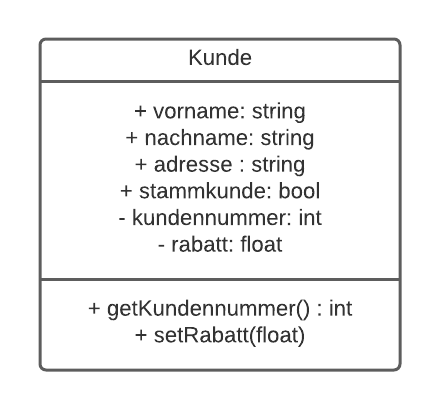 Kunde
+ vorname: string
+ nachname: string
+ adresse : string
+ stammkunde: bool
- kundennummer: int
- rabatt: float
+ getKundennummer() : int
+ setRabatt(float)